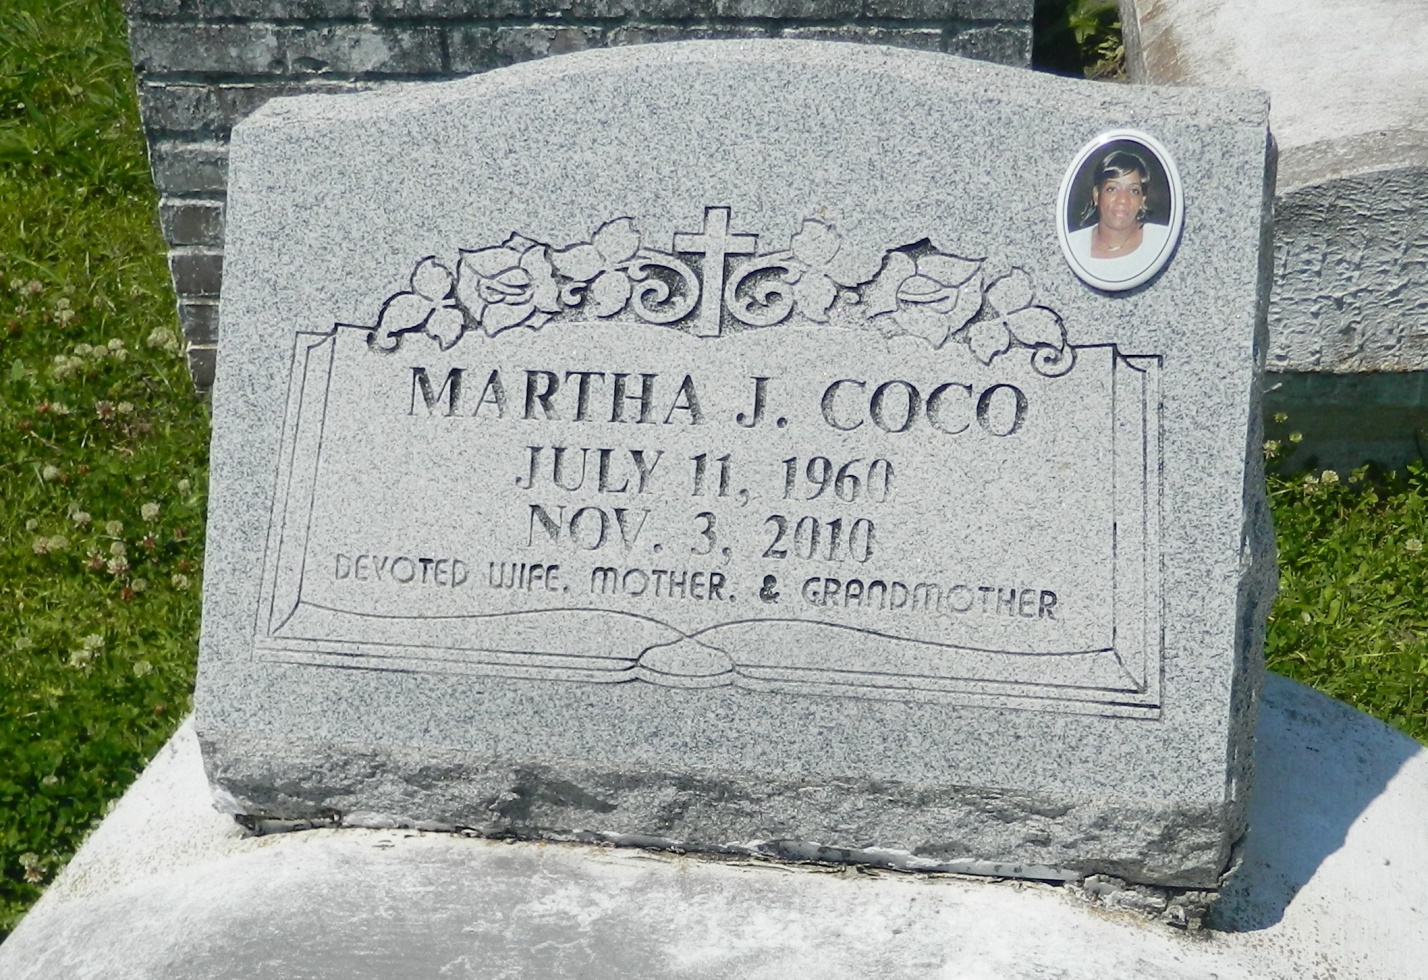 MARTHA J. COCO
JULY 11, 1960
NOV. 3, 2010
DEVOTED WIFE, MOTHER, & GRANDMOTHER